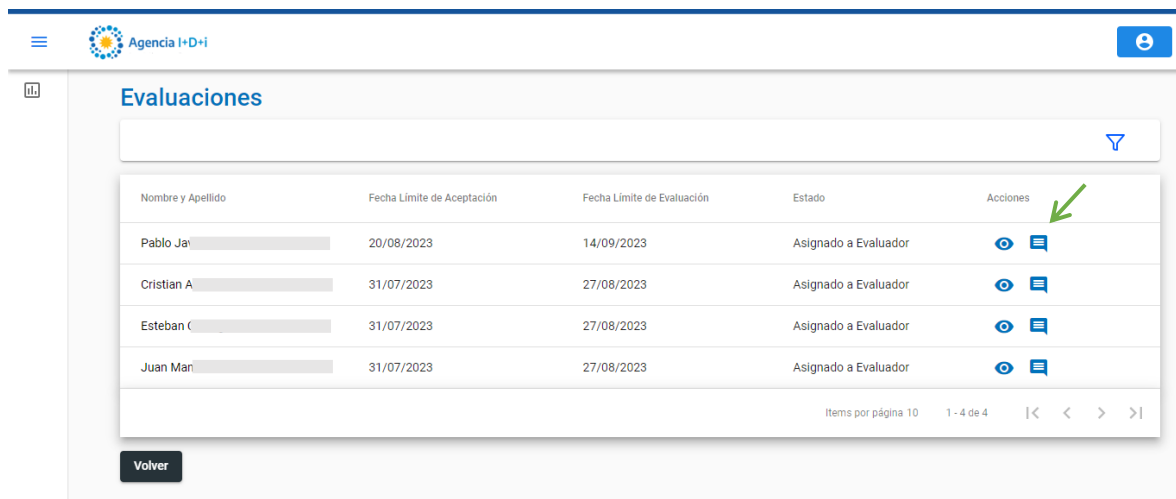 Agencia I+D+i
Evaluaciones
Nombre y Apellido Fecha Límite de Aceptación Fecha Límite de Evaluación Estado Acciones
Pablo 20/08/2023 14/09/2023 Asignado a Evaluador
Cristian A 31/07/2023 27/08/2023 Asignado a Evaluador
Esteban 31/07/2023 27/08/2023 Asignado a Evaluador
Juan Man 31/07/2023 27/08/2023 Asignado a Evaluador
Items por página 10 1 - 4 de 4
Volver